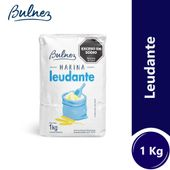 Bulnez
Bulnez
EXCESO EN
SODIO
HARINA
leudante
1kg
Leudante
1 Kg